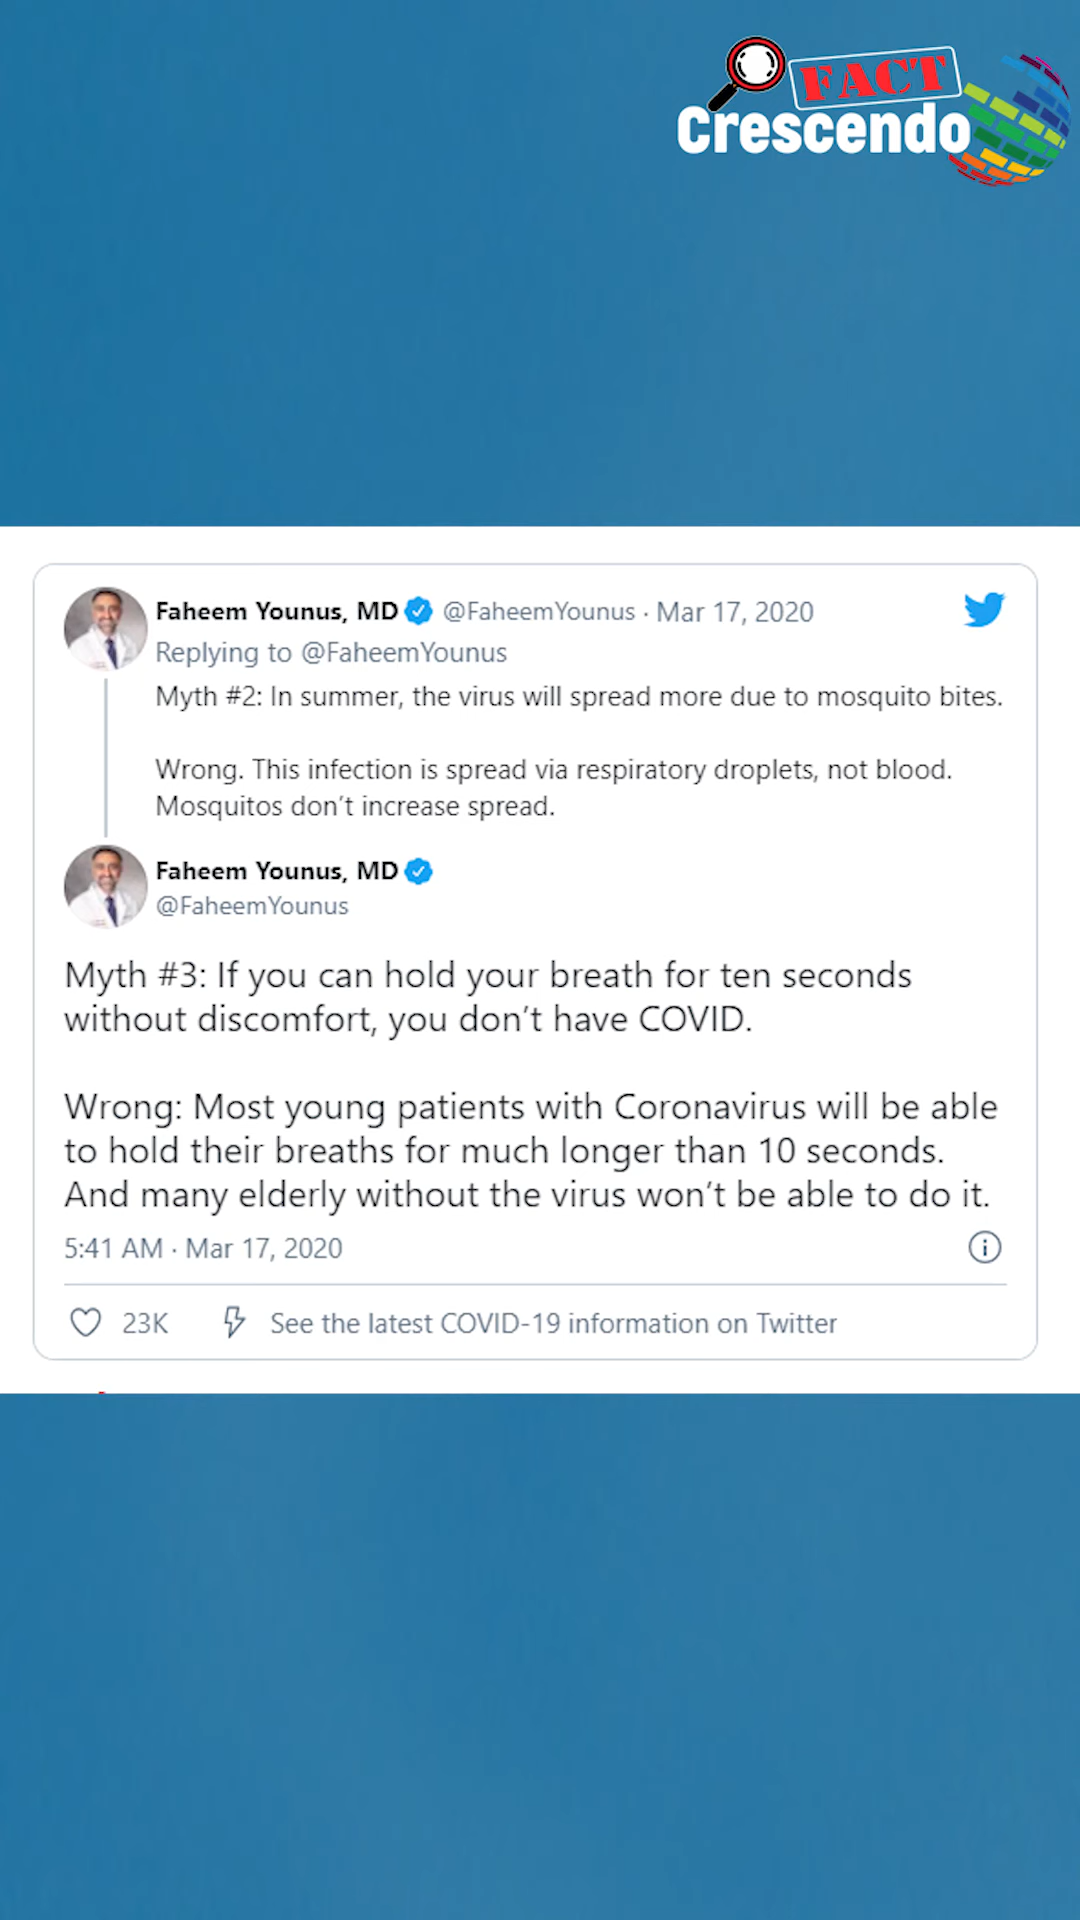 FACT
Crescendo
Faheem Younus, MD @FaheemYounus · Mar 17, 2020
Replying to @FaheemYounus
Myth #2: In summer, the virus will spread more due to mosquito bites.
Wrong. This infection is spread via respiratory droplets, not blood.
Mosquitos don’t increase spread.
Faheem Younus, MD
@FaheemYounus
Myth #3: If you can hold your breath for ten seconds
without discomfort, you don’t have COVID.
Wrong: Most young patients with Coronavirus will be able
to hold their breaths for much longer than 10 seconds.
And many elderly without the virus won’t be able to do it.
5:41 AM · Mar 17, 2020
23K See the latest COVID-19 information on Twitter